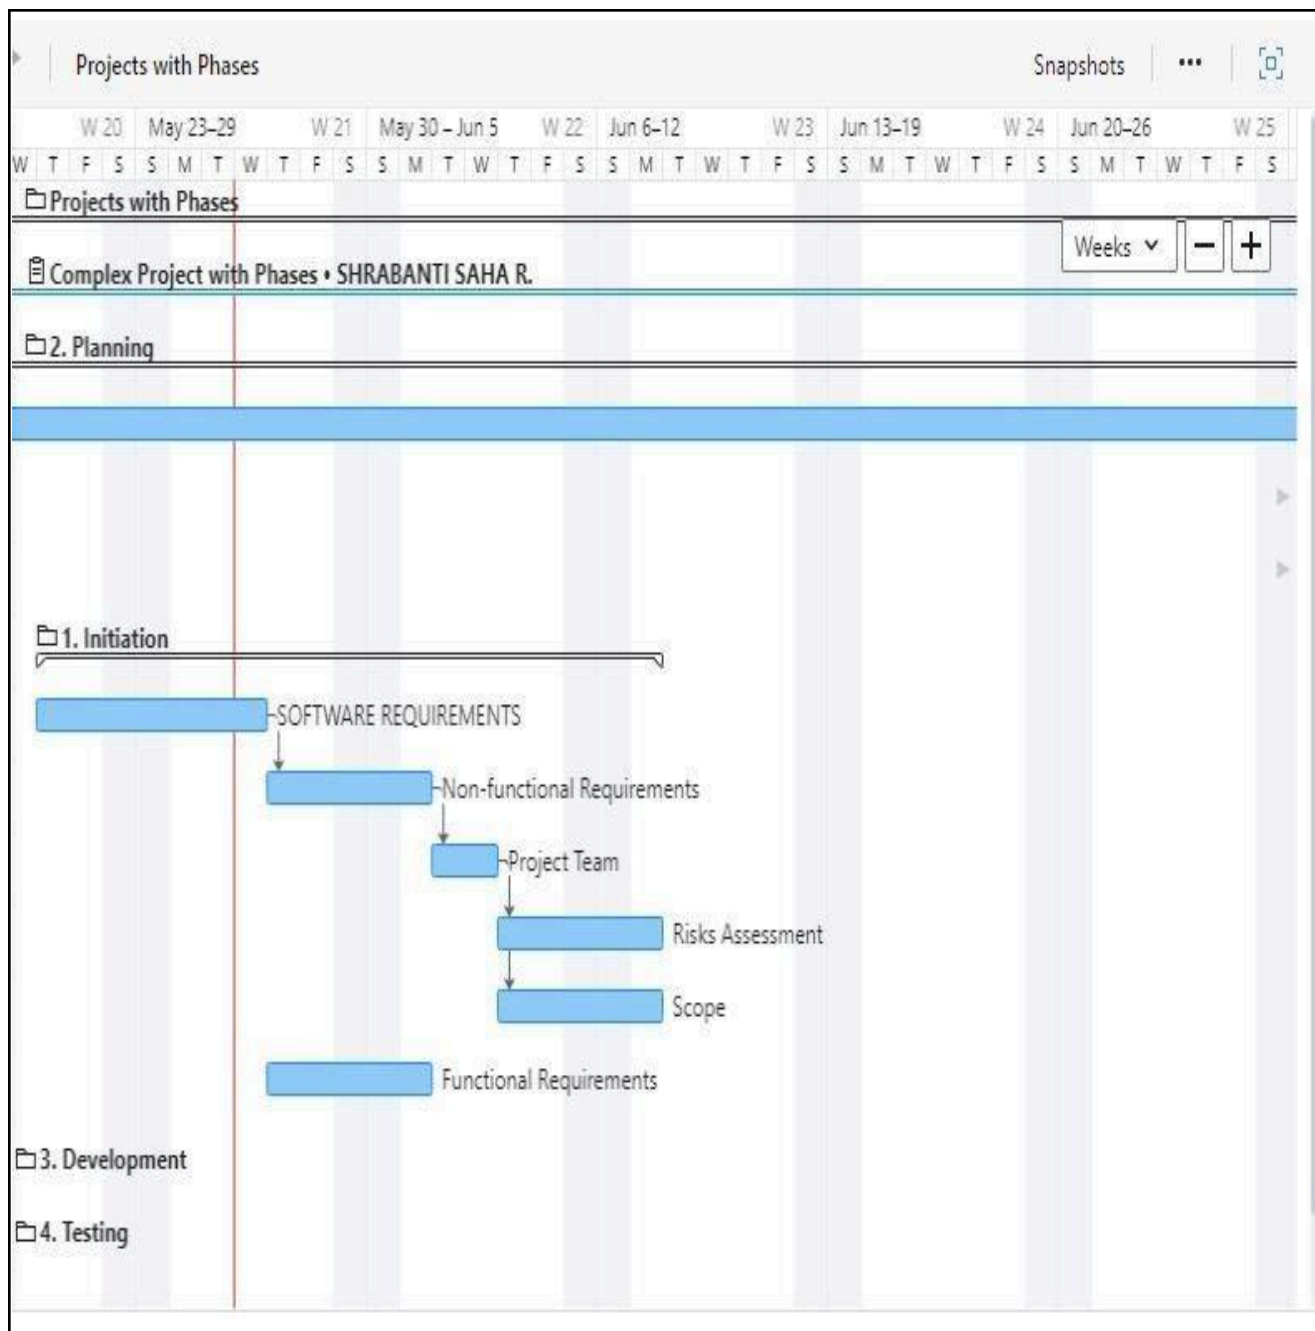 Projects with Phases Snapshots •••
W 20 May 23–29 W 21 May 30 – Jun 5 W 22 Jun 6–12 W 23 Jun 13–19 W 24 Jun 20–26 W 25
W T F S S M T W T F S S M T W T F S S M T W T F S S M T W T F S S M T W T F S
Projects with Phases
Weeks
Complex Project with Phases • SHRABANTI SAHA R.
2. Planning
1. Initiation
SOFTWARE REQUIREMENTS
Non-functional Requirements
Project Team
Risks Assessment
Scope
Functional Requirements
3. Development
4. Testing